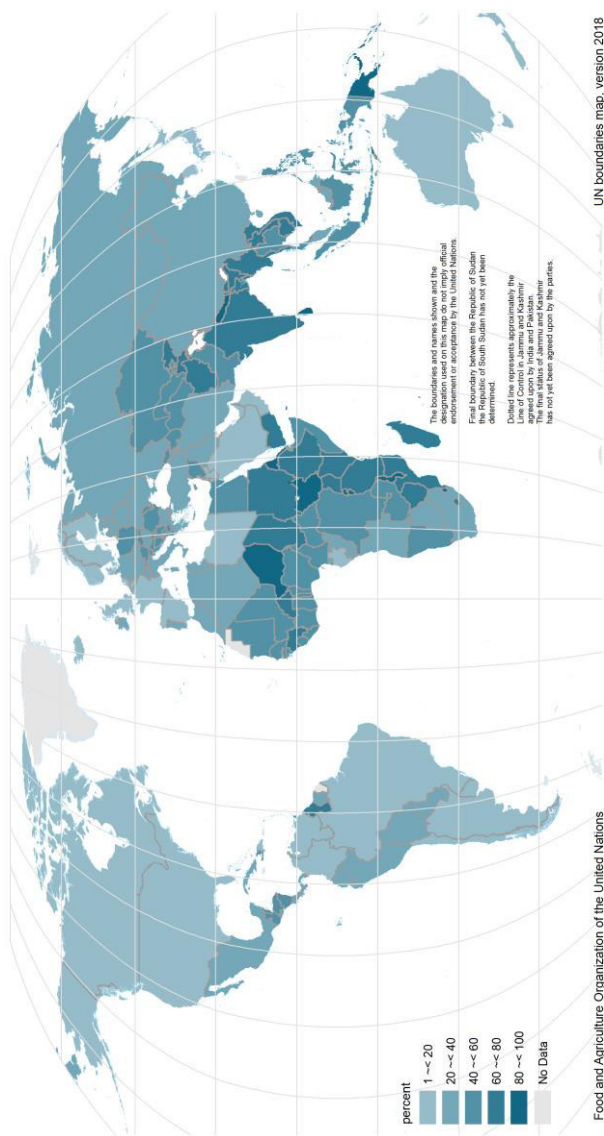 The boundaries and names shown and the
designation used on this map do not imply official
endorsement or acceptance by the United Nations.
Final boundary between the Republic of Sudan
the Republic of South Sudan has not yet been
determined.
Dotted line represents approximately the
Line of Control in Jammu and Kashmir
agreed upon by India and Pakistan.
The final status of Jammu and Kashmir
has not yet been agreed upon by the parties.
percent
1 ~< 20
20 ~< 40
40 ~< 60
60 ~< 80
80 ~< 100
No Data
Food and Agriculture Organization of the United Nations
UN boundaries map, version 2018